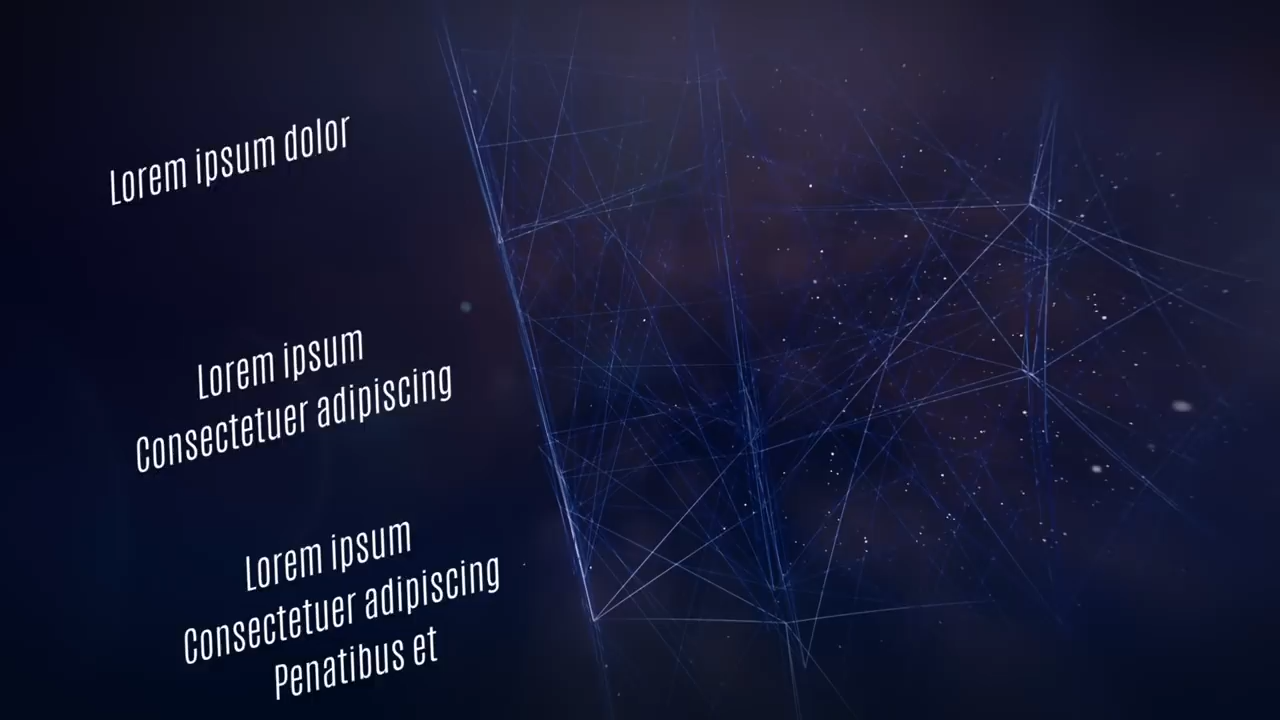 Lorem ipsum dolor
Lorem ipsum
Consectetuer adipiscing
Lorem ipsum
Consectetuer adipiscing
Penatibus et